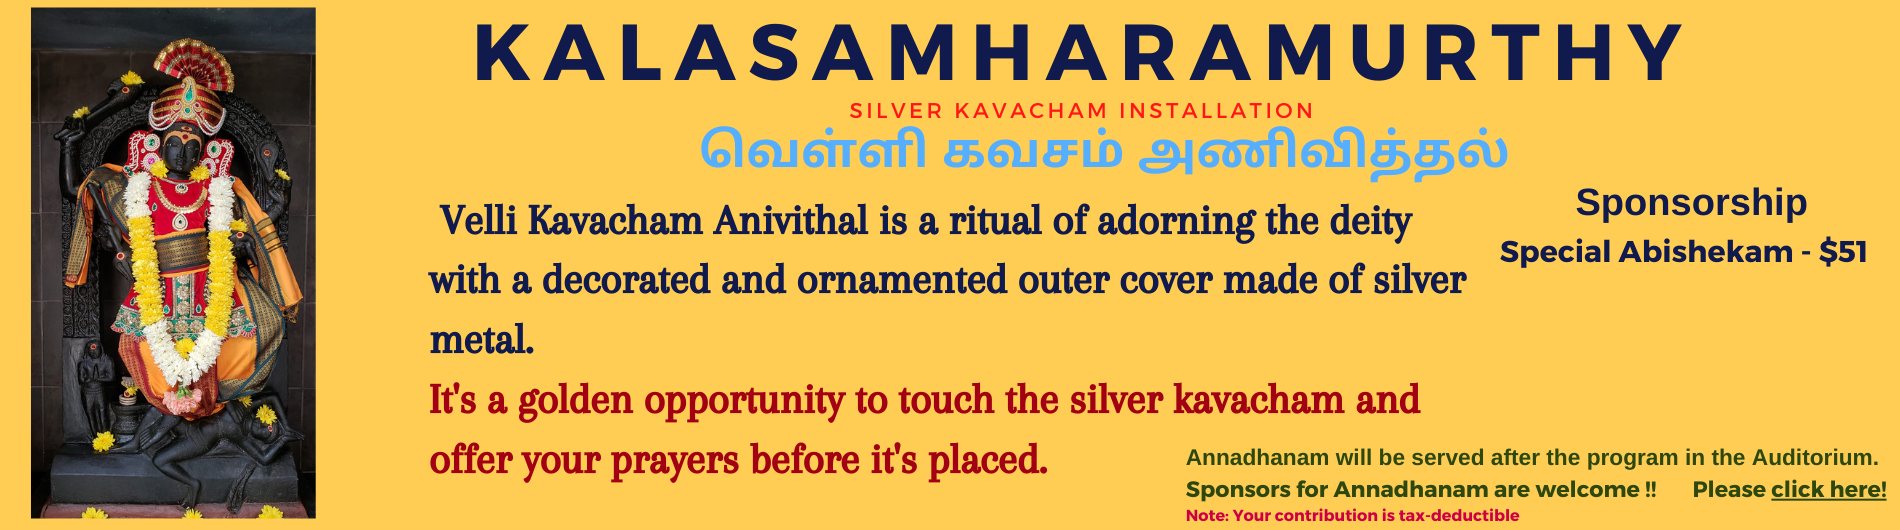 KALASAMHARAMURTHY
SILVER KAVACHAM INSTALLATION
வெள்ளி கவசம் அணிவித்தல்
Velli Kavacham Anivithal is a ritual of adorning the deity
with a decorated and ornamented outer cover made of silver
metal.
It's a golden opportunity to touch the silver kavacham and
offer your prayers before it's placed.
Sponsorship
Special Abishekam - $51
Annadhanam will be served after the program in the Auditorium.
Sponsors for Annadhanam are welcome !! Please click here!
Note: Your contribution is tax-deductible